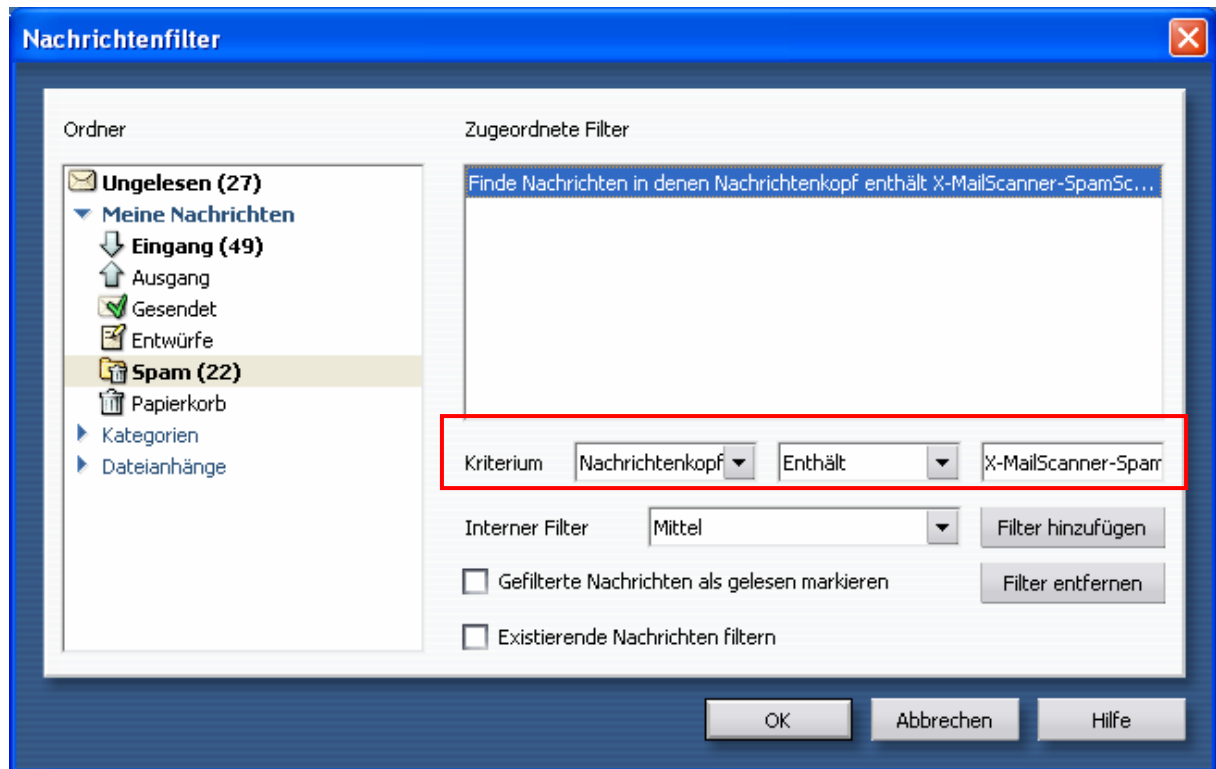 Nachrichtenfilter
Ordner
Ungelesen (27)
Meine Nachrichten
Eingang (49)
Ausgang
Gesendet
Entwürfe
Spam (22)
Papierkorb
Kategorien
Dateianhänge
Zugeordnete Filter
Finde Nachrichten in denen Nachrichtenkopf enthält X-MailScanner-SpamSc...
Kriterium Nachrichtenkopf Enthält X-MailScanner-Spam
Interner Filter Mittel Filter hinzufügen
Gefilterte Nachrichten als gelesen markieren Filter entfernen
Existierende Nachrichten filtern
OK Abbrechen Hilfe